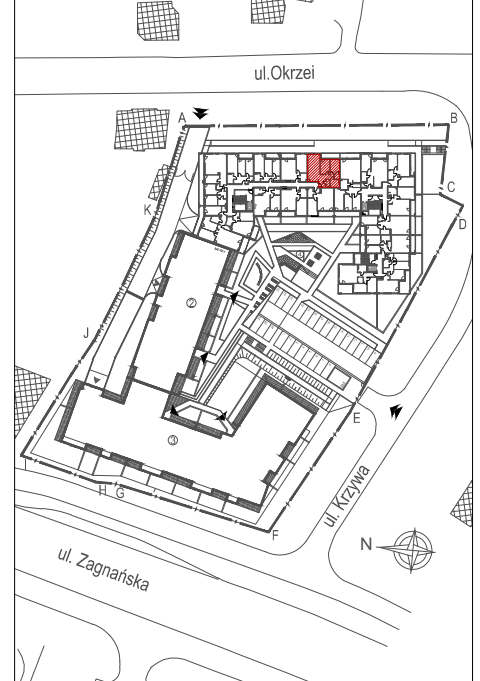 ul.Okrzei
A
B
C
D
K
②
J
E
③
I
H
G
F
ul. Krzywa
N
ul. Zagnańska